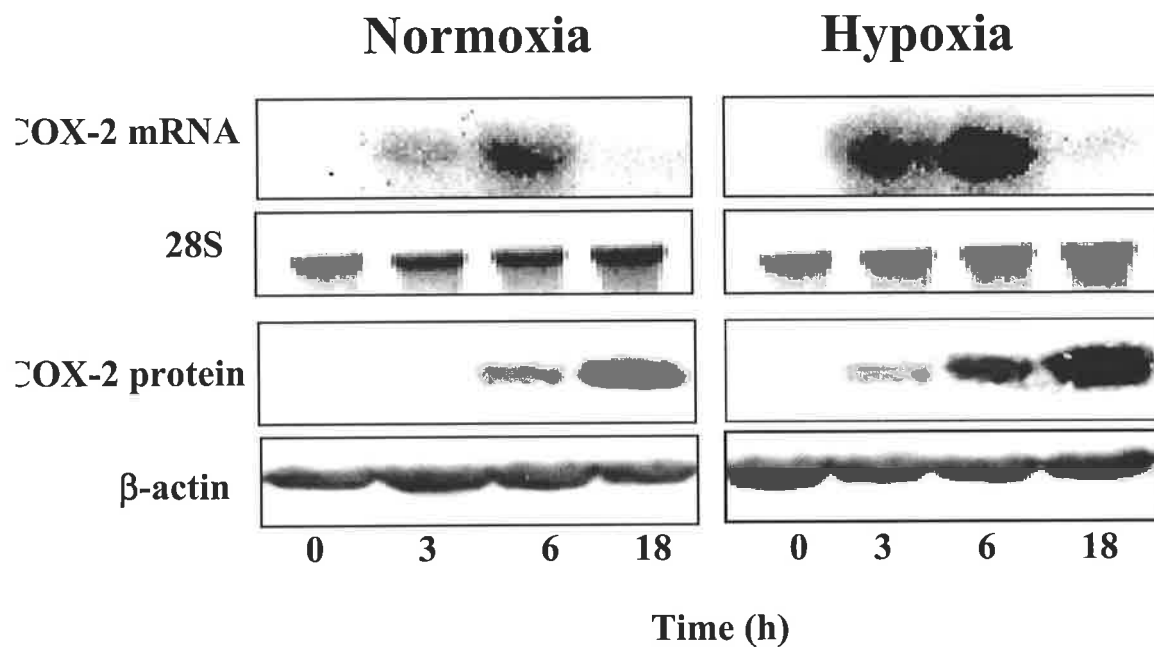 Normoxia Hypoxia
COX-2 mRNA
28S
COX-2 protein
β-actin
0 3 6 18 0 3 6 18
Time (h)